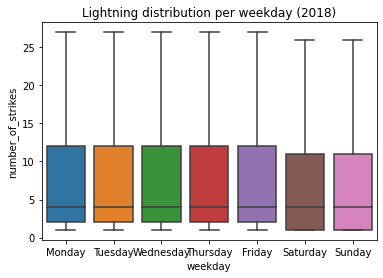 Lightning distribution per weekday (2018)
number_of_strikes
25
20
15
10
5
0
Monday Tuesday Wednesday Thursday Friday Saturday Sunday
weekday